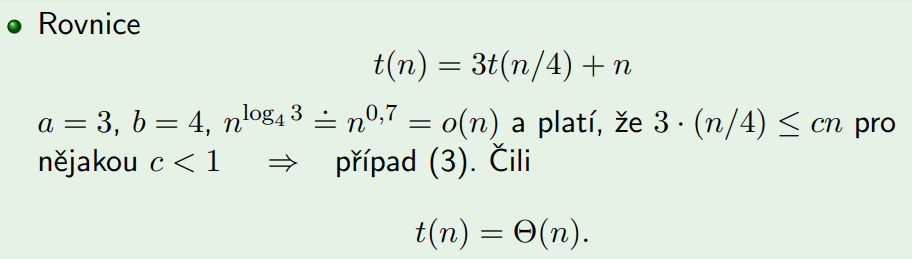 Rovnice
t(n) = 3t(n/4) + n
a = 3, b = 4, n^{log_4 3} ≐ n^{0,7} = o(n) a platí, že 3 · (n/4) ≤ cn pro
nějakou c < 1 ⇒ případ (3). Čili
t(n) = Θ(n).